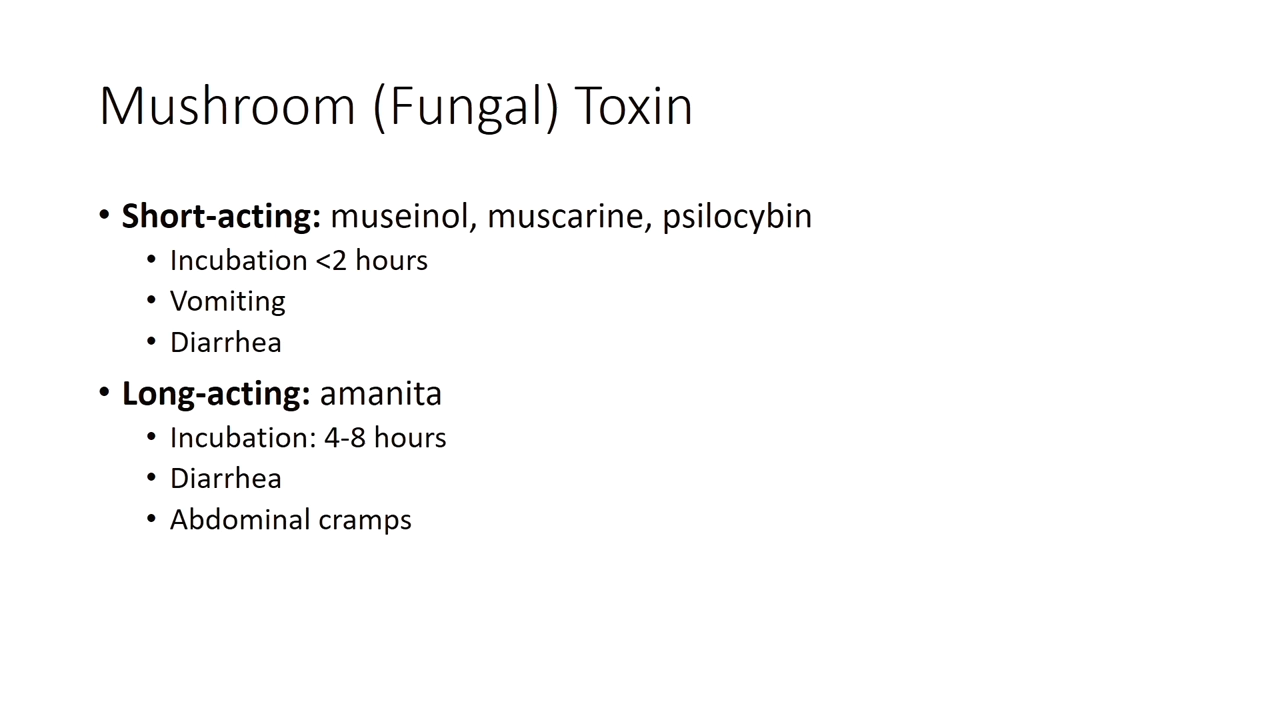 Mushroom (Fungal) Toxin
• Short-acting: museinol, muscarine, psilocybin
• Incubation <2 hours
• Vomiting
• Diarrhea
• Long-acting: amanita
• Incubation: 4-8 hours
• Diarrhea
• Abdominal cramps